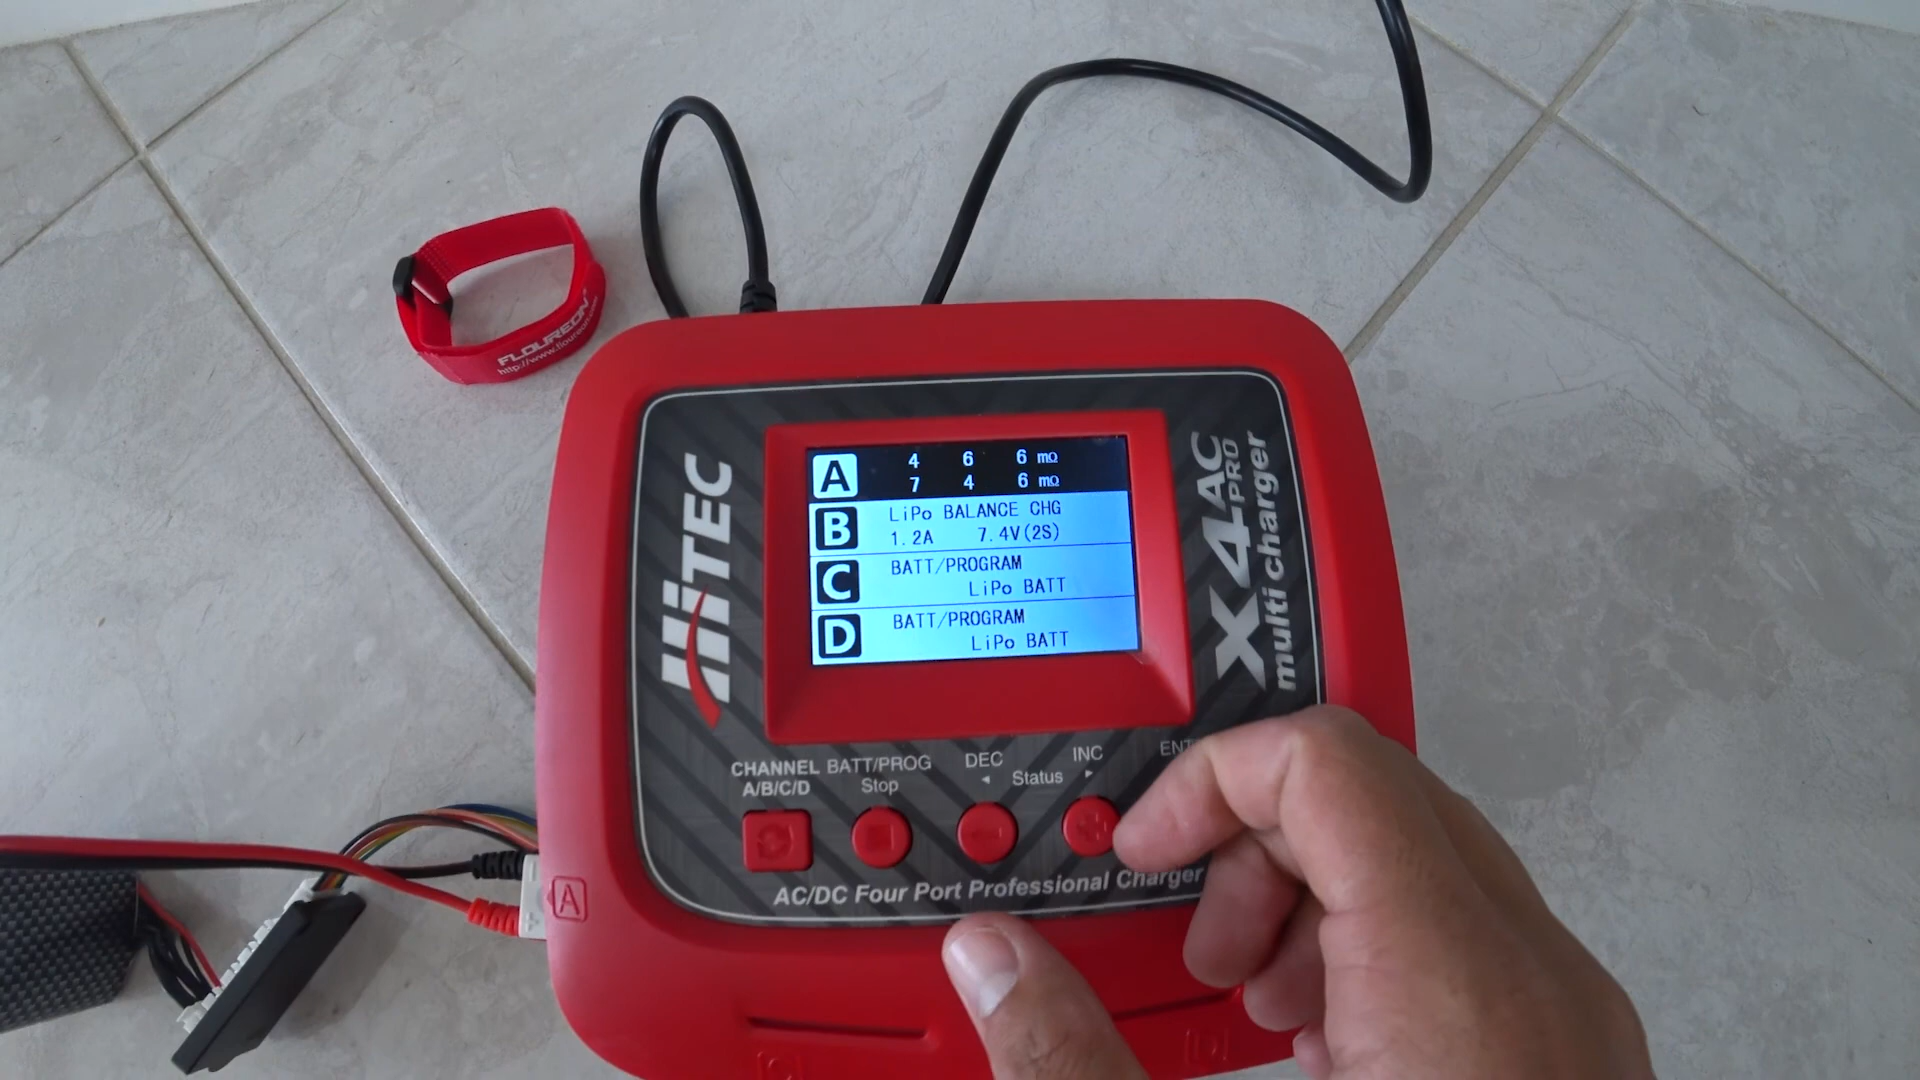 FLOUREON
HiTEC
A 4 6 6 mΩ
7 4 6 mΩ
B LiPo BALANCE CHG
1.2A 7.4V(2S)
C BATT/PROGRAM
LiPo BATT
D BATT/PROGRAM
LiPo BATT
X4AC
PRO
multi charger
CHANNEL
A/B/C/D
BATT/PROG
Stop
DEC
◄ Status ►
INC
AC/DC Four Port Professional Charger
A
C
D